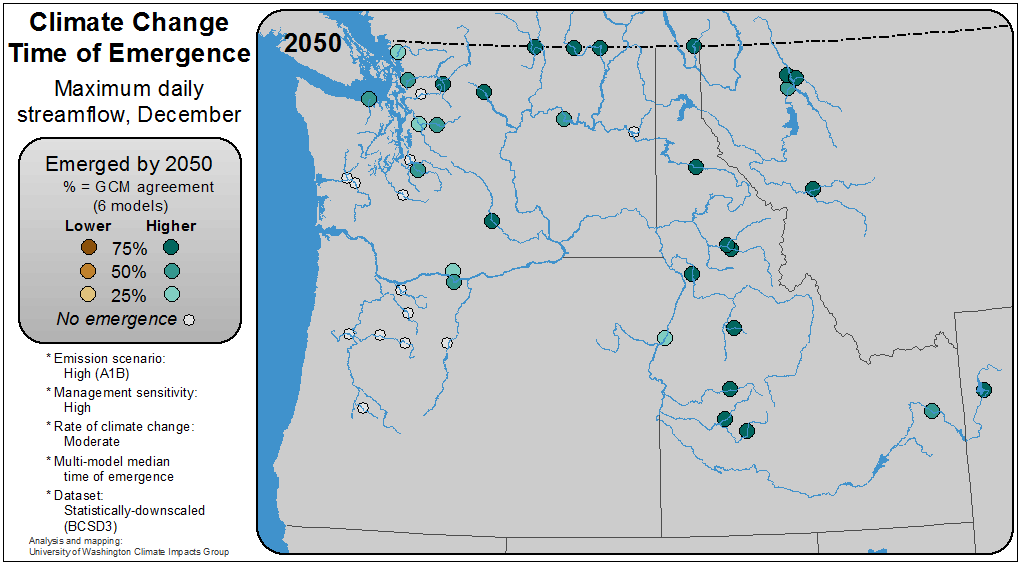 Climate Change
Time of Emergence
Maximum daily
streamflow, December
Emerged by 2050
% = GCM agreement
(6 models)
Lower Higher
75%
50%
25%
No emergence
* Emission scenario:
High (A1B)
* Management sensitivity:
High
* Rate of climate change:
Moderate
* Multi-model median
time of emergence
* Dataset:
Statistically-downscaled
(BCSD3)
Analysis and mapping:
University of Washington Climate Impacts Group
2050